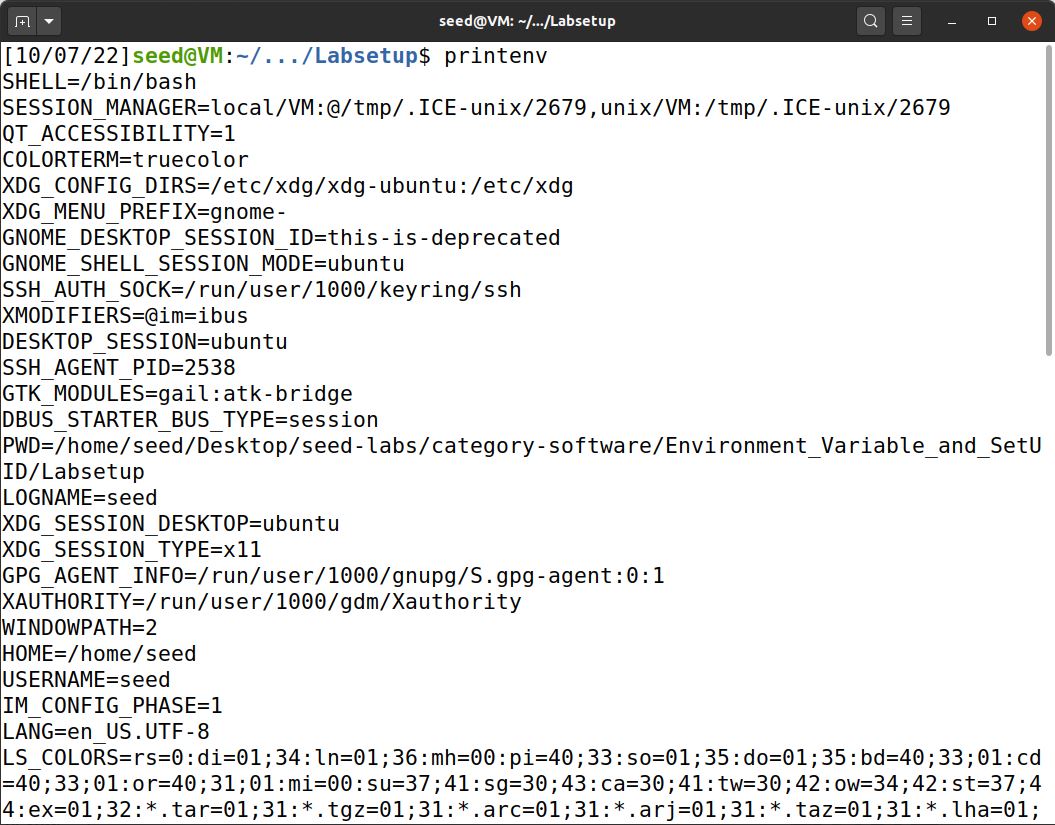 seed@VM: ~/.../Labsetup
[10/07/22]seed@VM:~/.../Labsetup$ printenv
SHELL=/bin/bash
SESSION_MANAGER=local/VM:@/tmp/.ICE-unix/2679,unix/VM:/tmp/.ICE-unix/2679
QT_ACCESSIBILITY=1
COLORTERM=truecolor
XDG_CONFIG_DIRS=/etc/xdg/xdg-ubuntu:/etc/xdg
XDG_MENU_PREFIX=gnome-
GNOME_DESKTOP_SESSION_ID=this-is-deprecated
GNOME_SHELL_SESSION_MODE=ubuntu
SSH_AUTH_SOCK=/run/user/1000/keyring/ssh
XMODIFIERS=@im=ibus
DESKTOP_SESSION=ubuntu
SSH_AGENT_PID=2538
GTK_MODULES=gail:atk-bridge
DBUS_STARTER_BUS_TYPE=session
PWD=/home/seed/Desktop/seed-labs/category-software/Environment_Variable_and_SetU
ID/Labsetup
LOGNAME=seed
XDG_SESSION_DESKTOP=ubuntu
XDG_SESSION_TYPE=x11
GPG_AGENT_INFO=/run/user/1000/gnupg/S.gpg-agent:0:1
XAUTHORITY=/run/user/1000/gdm/Xauthority
WINDOWPATH=2
HOME=/home/seed
USERNAME=seed
IM_CONFIG_PHASE=1
LANG=en_US.UTF-8
LS_COLORS=rs=0:di=01;34:ln=01;36:mh=00:pi=40;33:so=01;35:do=01;35:bd=40;33;01:cd
=40;33;01:or=40;31;01:mi=00:su=37;41:sg=30;43:ca=30;41:tw=30;42:ow=34;42:st=37;4
4:ex=01;32:*.tar=01;31:*.tgz=01;31:*.arc=01;31:*.arj=01;31:*.taz=01;31:*.lha=01;